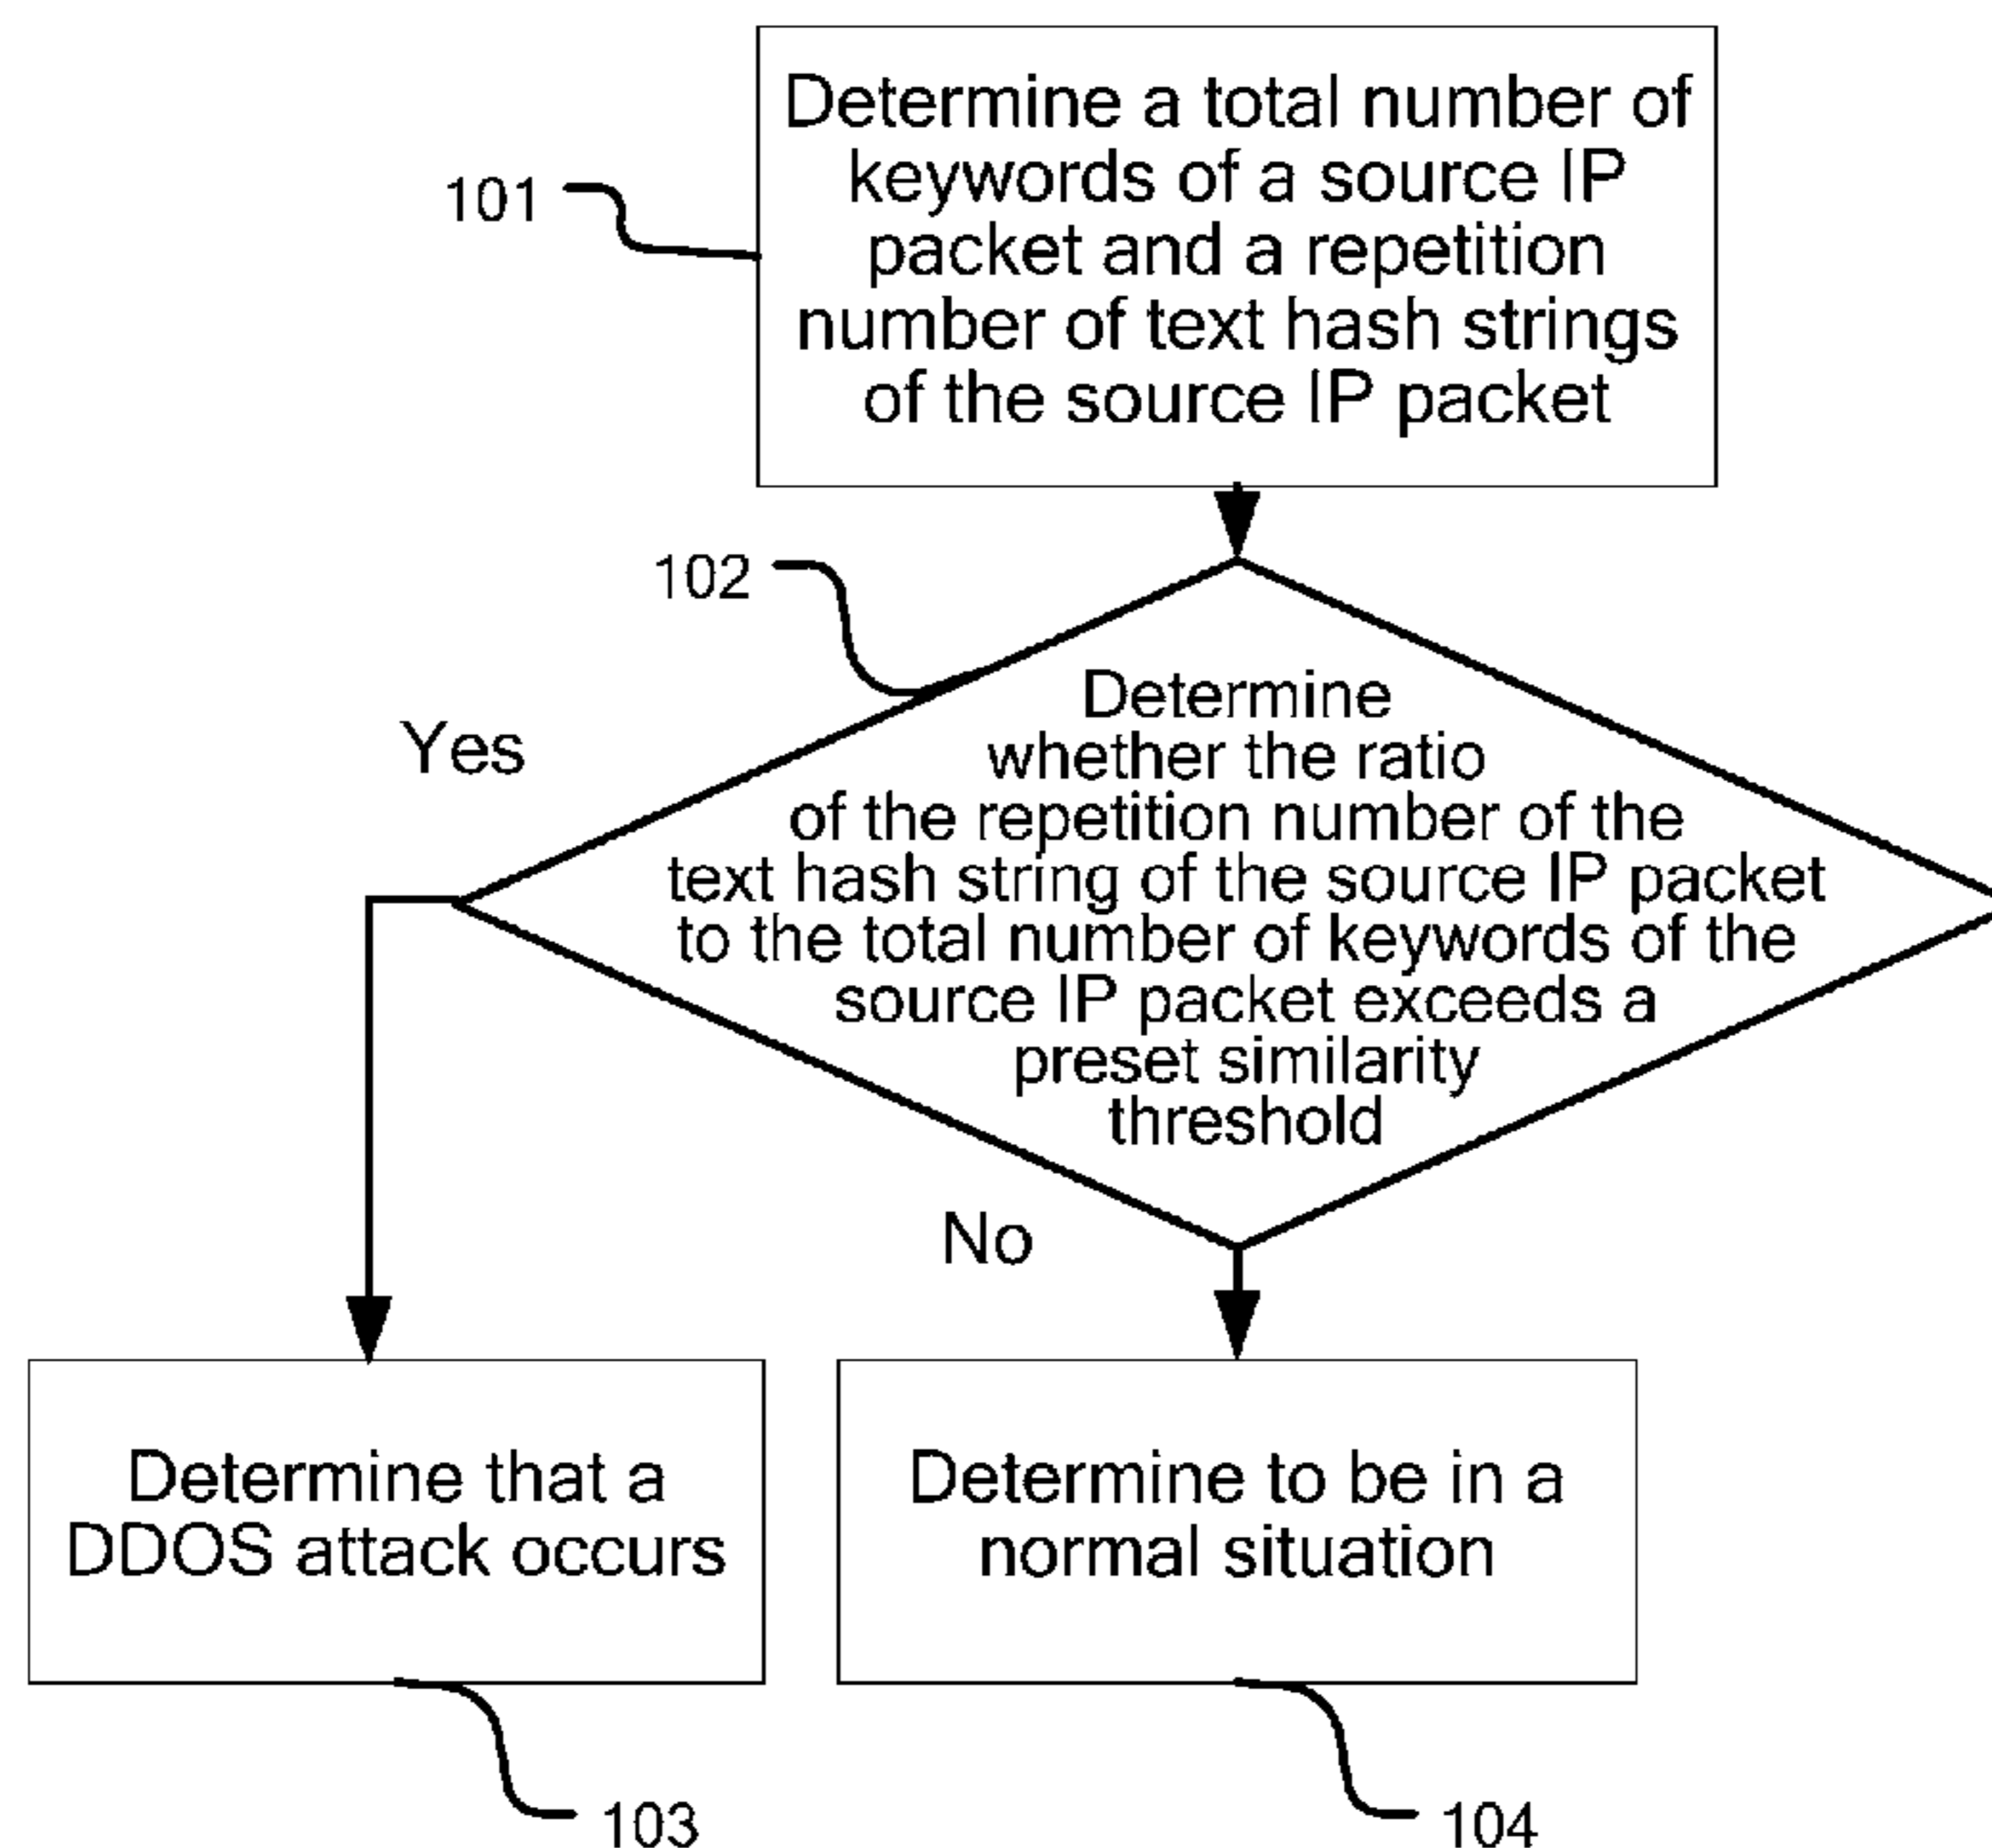 Determine a total number of
keywords of a source IP
packet and a repetition
number of text hash strings
of the source IP packet
101
102
Determine
whether the ratio
of the repetition number of the
text hash string of the source IP packet
to the total number of keywords of the
source IP packet exceeds a
preset similarity
threshold
Yes
No
Determine that a
DDOS attack occurs
Determine to be in a
normal situation
103
104